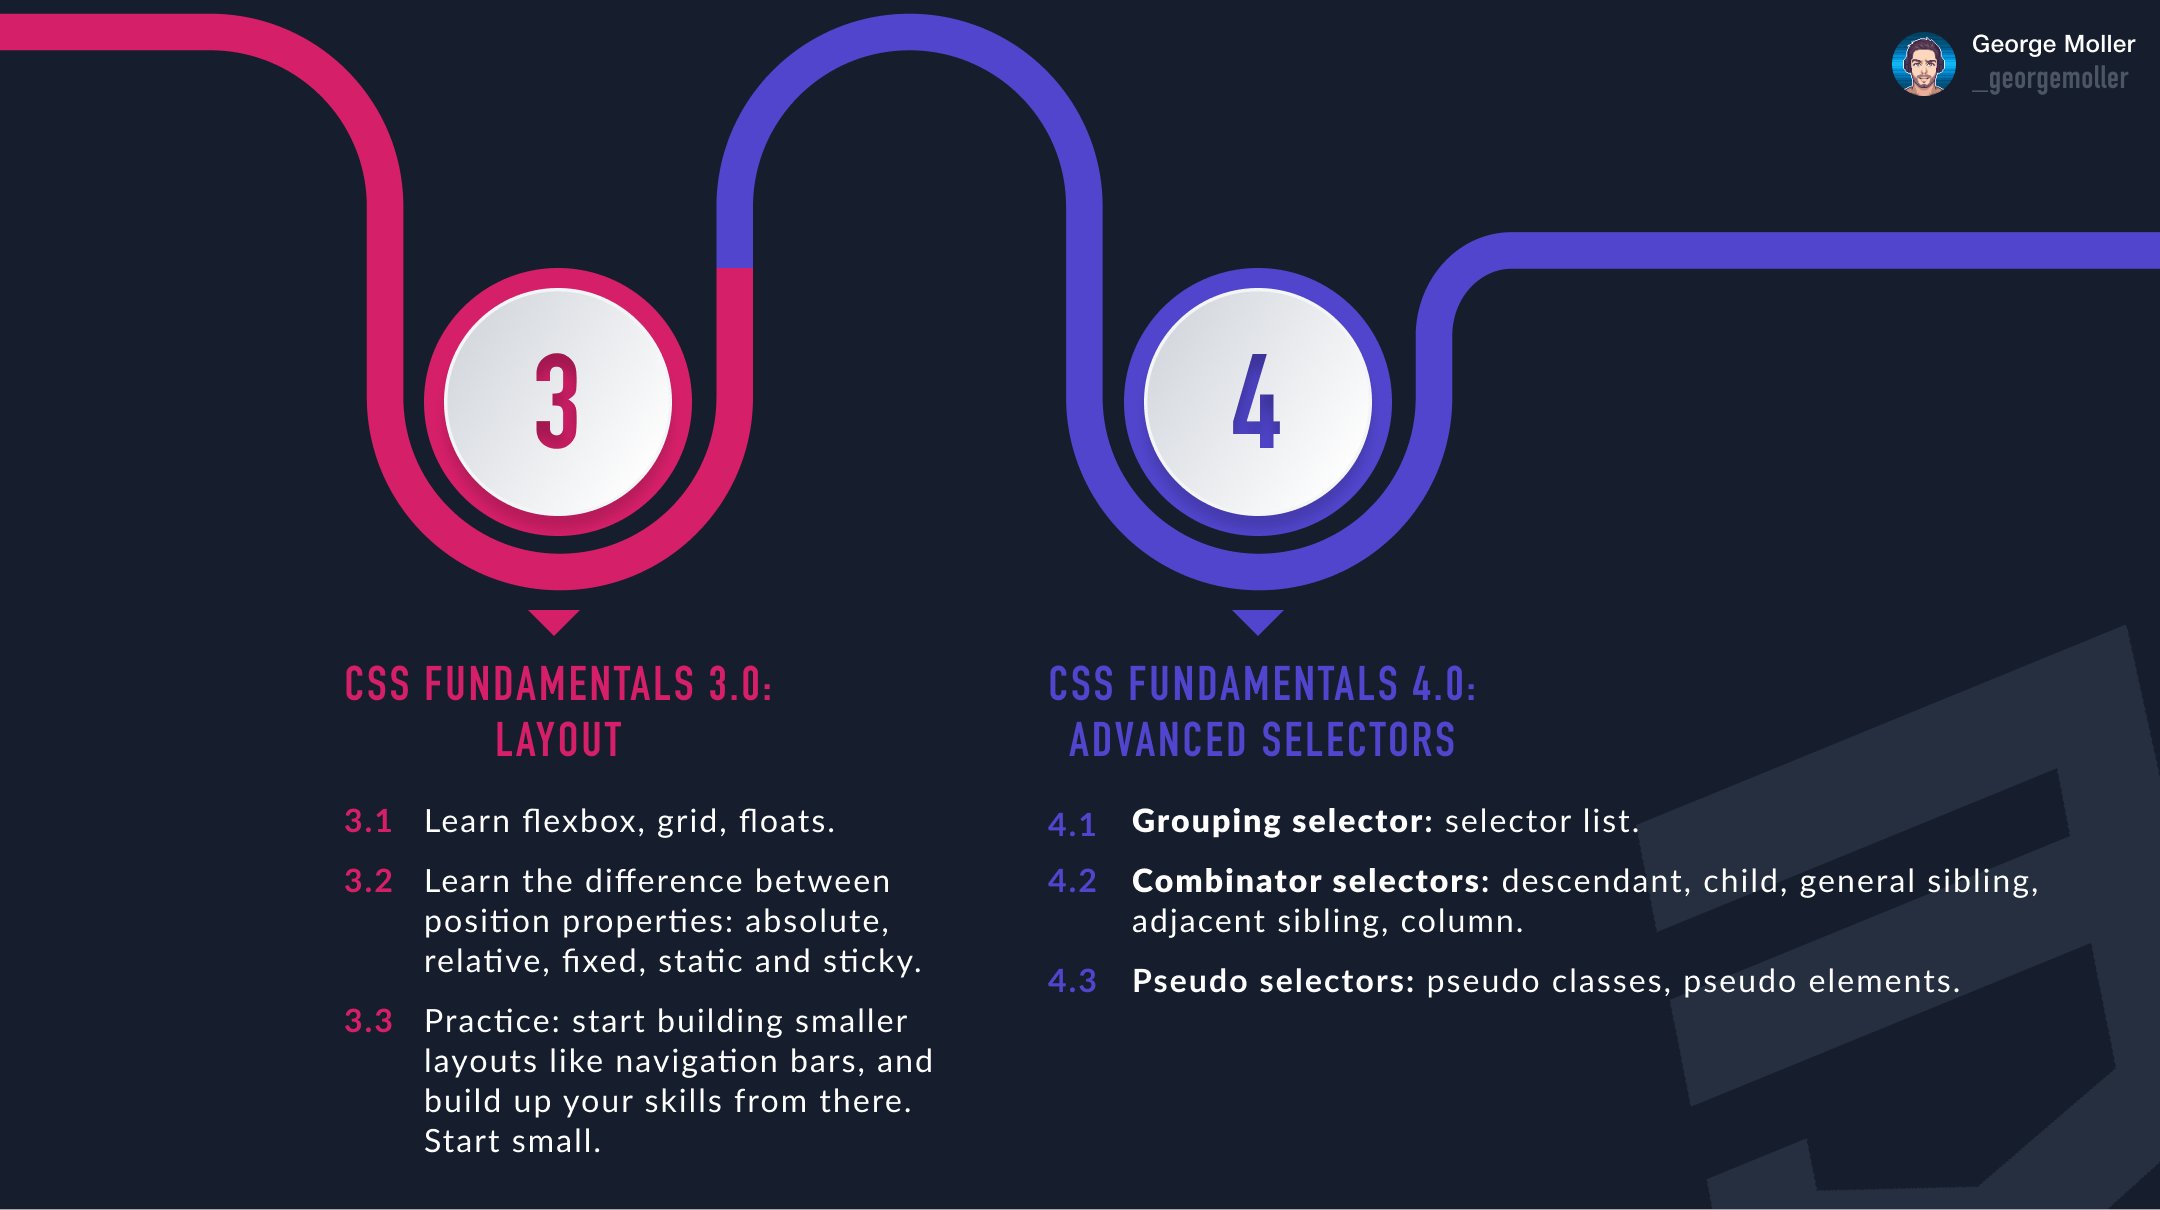 George Moller
_georgemoller
3
4
CSS FUNDAMENTALS 3.0:
LAYOUT
3.1 Learn flexbox, grid, floats.
3.2 Learn the difference between
position properties: absolute,
relative, fixed, static and sticky.
3.3 Practice: start building smaller
layouts like navigation bars, and
build up your skills from there.
Start small.
CSS FUNDAMENTALS 4.0:
ADVANCED SELECTORS
4.1 Grouping selector: selector list.
4.2 Combinator selectors: descendant, child, general sibling,
adjacent sibling, column.
4.3 Pseudo selectors: pseudo classes, pseudo elements.